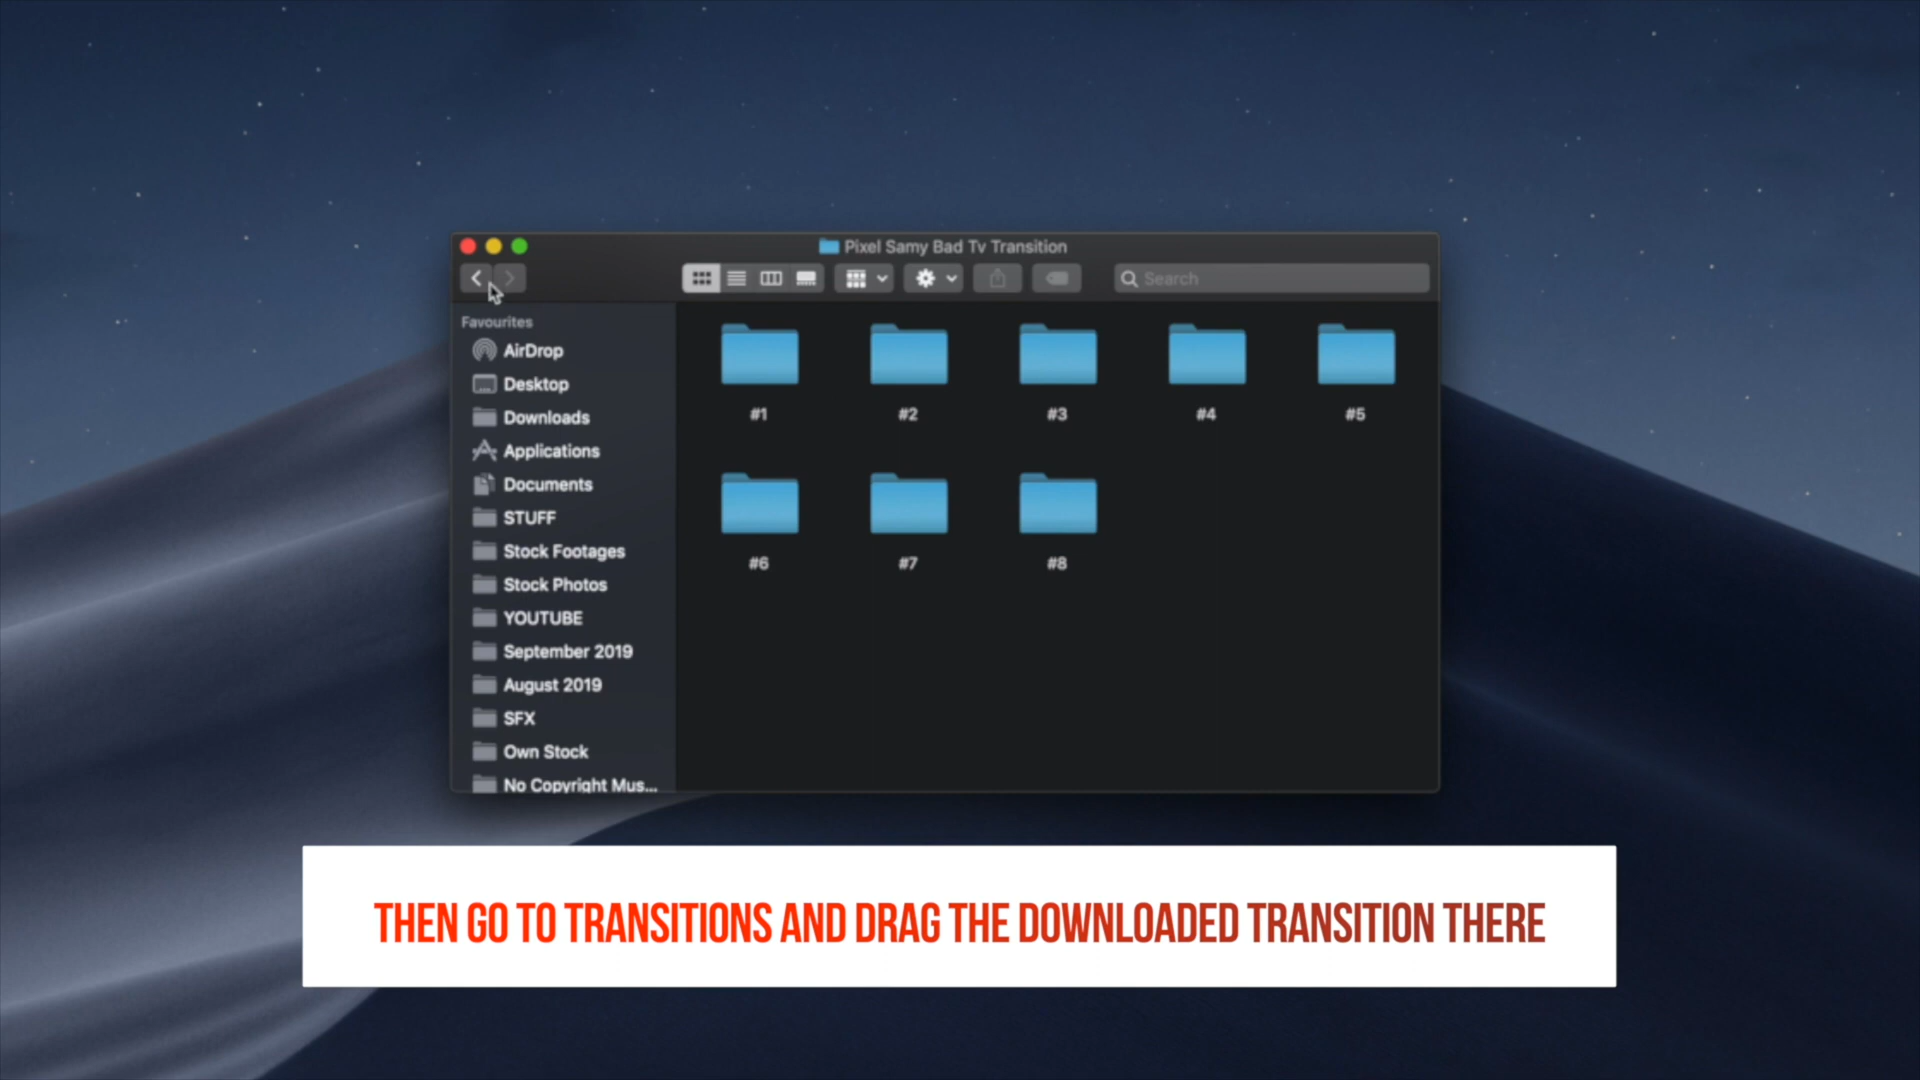 Pixel Samy Bad Tv Transition
Search
Favourites
AirDrop
Desktop
Downloads
Applications
Documents
STUFF
Stock Footages
Stock Photos
YOUTUBE
September 2019
August 2019
SFX
Own Stock
No Copyright Mus...
#1
#2
#3
#4
#5
#6
#7
#8
THEN GO TO TRANSITIONS AND DRAG THE DOWNLOADED TRANSITION THERE